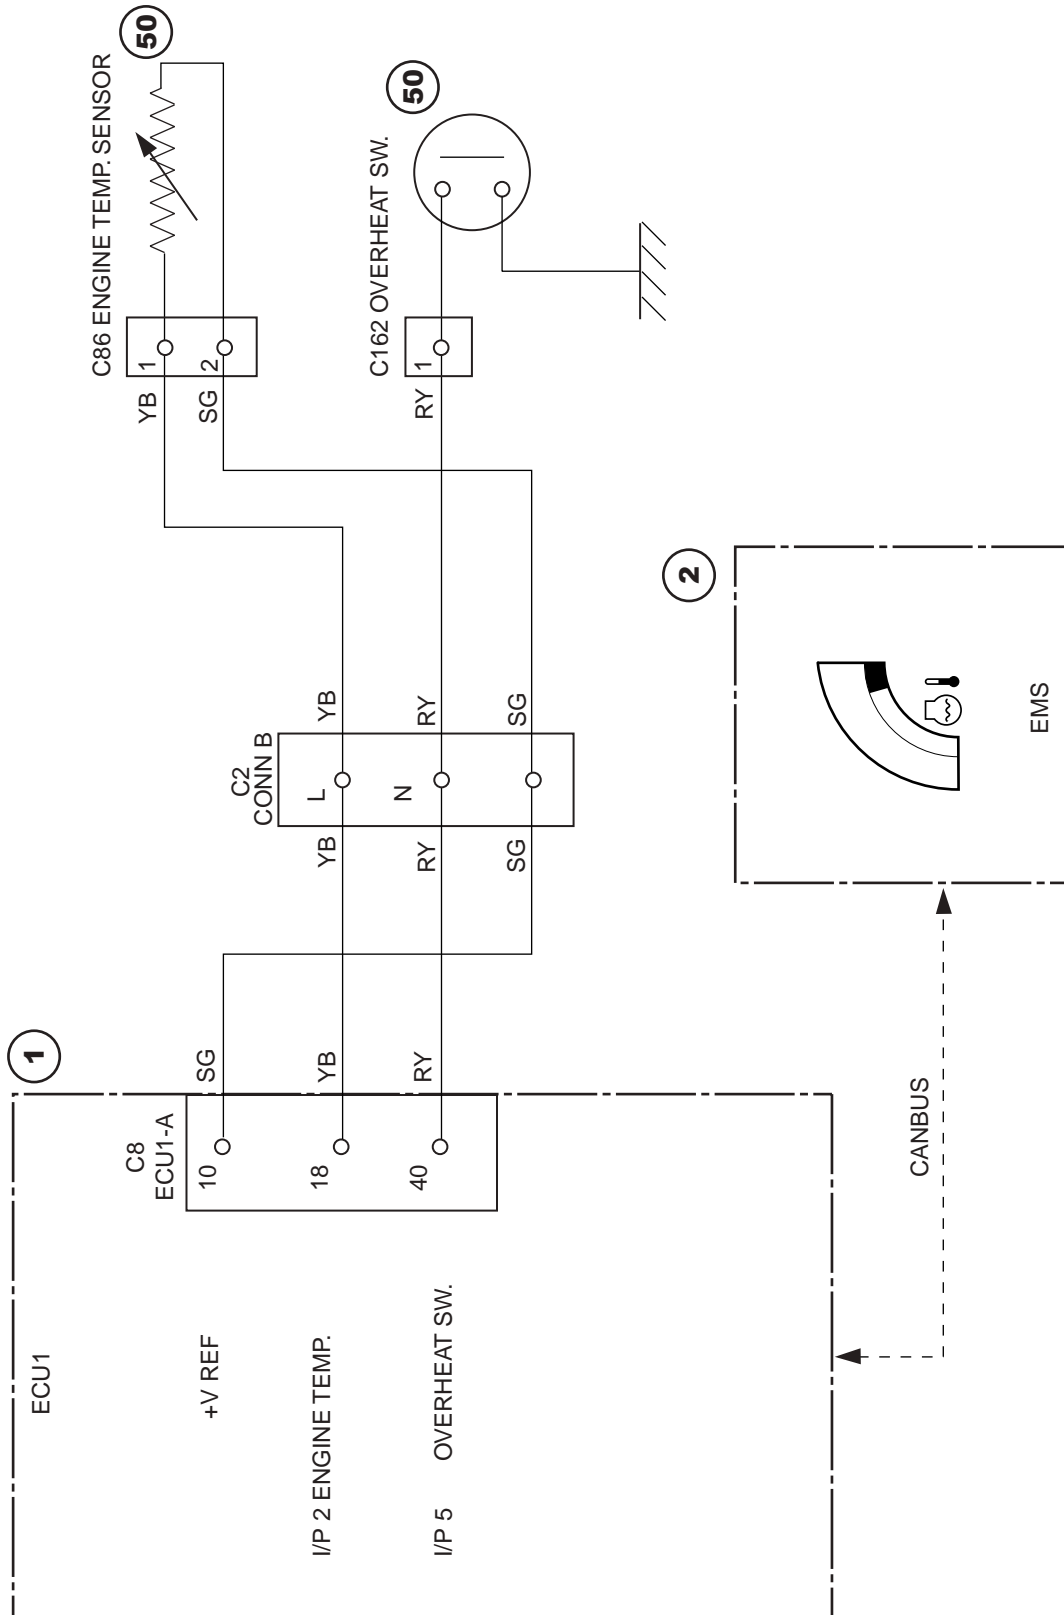 1
ECU1
C8
ECU1-A
+V REF
10
SG
I/P 2 ENGINE TEMP.
18
YB
I/P 5 OVERHEAT SW.
40
RY
C2
CONN B
YB
L
YB
RY
N
RY
SG
SG
C86 ENGINE TEMP. SENSOR
50
YB
1
SG
2
C162 OVERHEAT SW.
50
RY
1
CANBUS
2
EMS